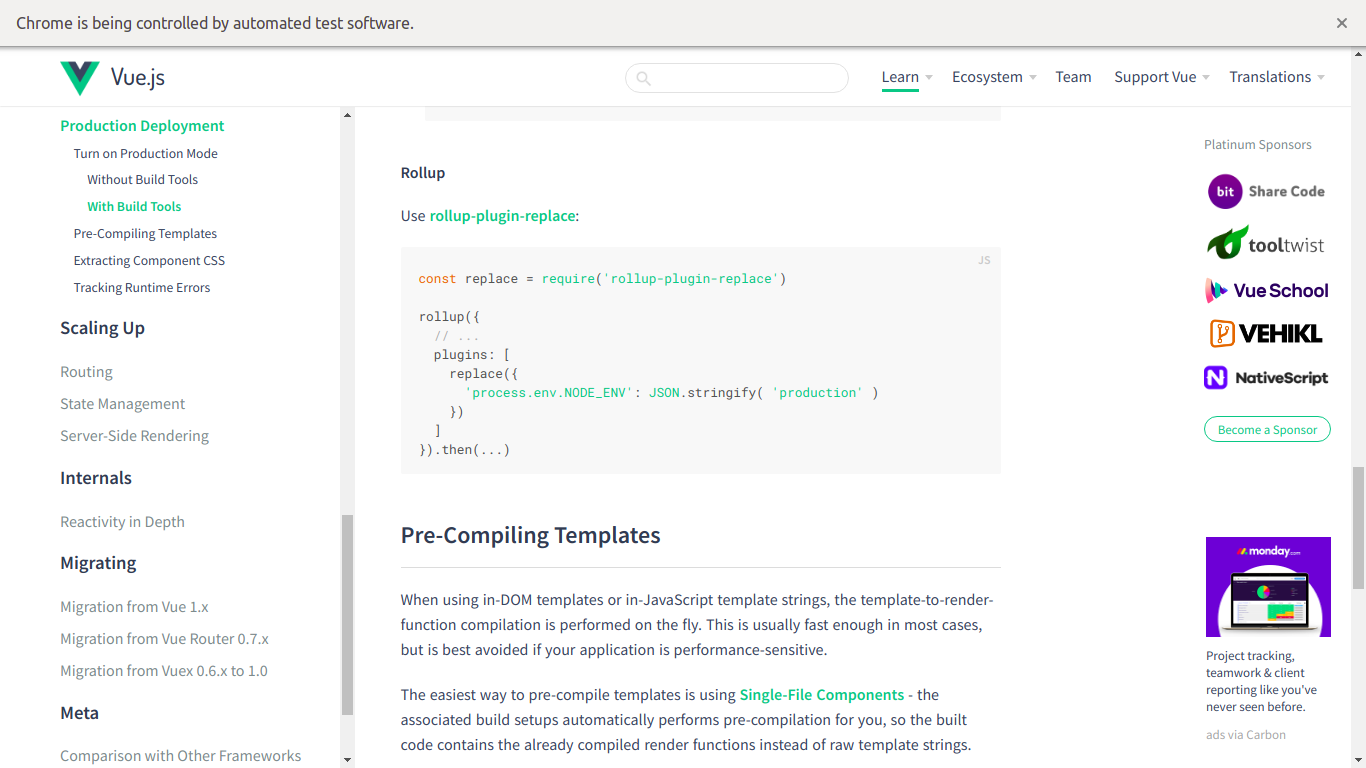 Chrome is being controlled by automated test software.
Vue.js
Learn
Ecosystem
Team
Support Vue
Translations
Production Deployment
Turn on Production Mode
Without Build Tools
With Build Tools
Pre-Compiling Templates
Extracting Component CSS
Tracking Runtime Errors
Scaling Up
Routing
State Management
Server-Side Rendering
Internals
Reactivity in Depth
Migrating
Migration from Vue 1.x
Migration from Vue Router 0.7.x
Migration from Vuex 0.6.x to 1.0
Meta
Comparison with Other Frameworks
Rollup
Use rollup-plugin-replace:
JS
const replace = require('rollup-plugin-replace')
rollup({
// ...
plugins: [
replace({
'process.env.NODE_ENV': JSON.stringify( 'production' )
})
]
}).then(...)
Pre-Compiling Templates
When using in-DOM templates or in-JavaScript template strings, the template-to-render-
function compilation is performed on the fly. This is usually fast enough in most cases,
but is best avoided if your application is performance-sensitive.
The easiest way to pre-compile templates is using Single-File Components - the
associated build setups automatically performs pre-compilation for you, so the built
code contains the already compiled render functions instead of raw template strings.
Platinum Sponsors
bit Share Code
tooltwist
Vue School
VEHIKL
NativeScript
Become a Sponsor
monday.com
Project tracking,
teamwork & client
reporting like you've
never seen before.
ads via Carbon